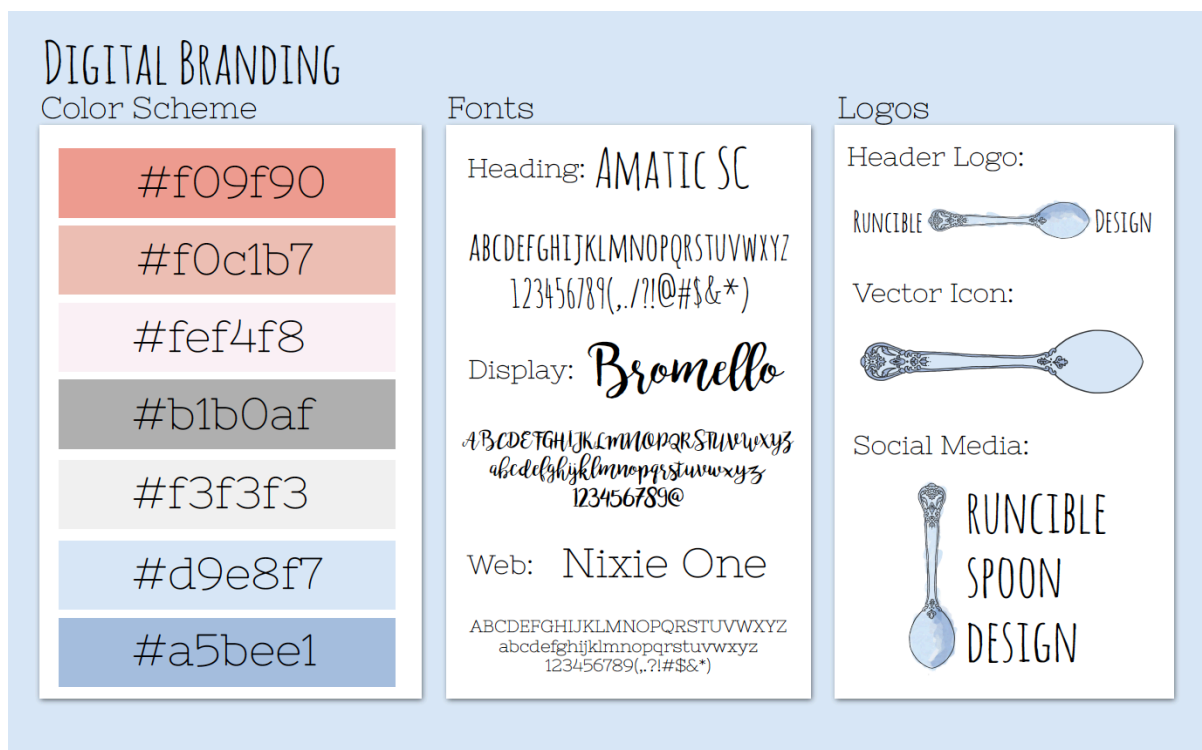 Digital Branding
Color Scheme
#f09f90
#f0c1b7
#fef4f8
#b1b0af
#f3f3f3
#d9e8f7
#a5bee1
Fonts
Heading: Amatic SC
ABCDEFGHIJKLMNOPQRSTUVWXYZ
123456789(,./?!@#$&*)
Display: Bromello
ABCDEFGHIJKLMNOPQRSTUVWXYZ
abcdefghijklmnopqrstuvwxyz
123456789@
Web: Nixie One
ABCDEFGHIJKLMNOPQRSTUVWXYZ
abcdefghijklmnopqrstuvwxyz
123456789(,.?!#$&*)
Logos
Header Logo:
Runcible Design
Vector Icon:
Social Media:
RUNCIBLE
SPOON
DESIGN